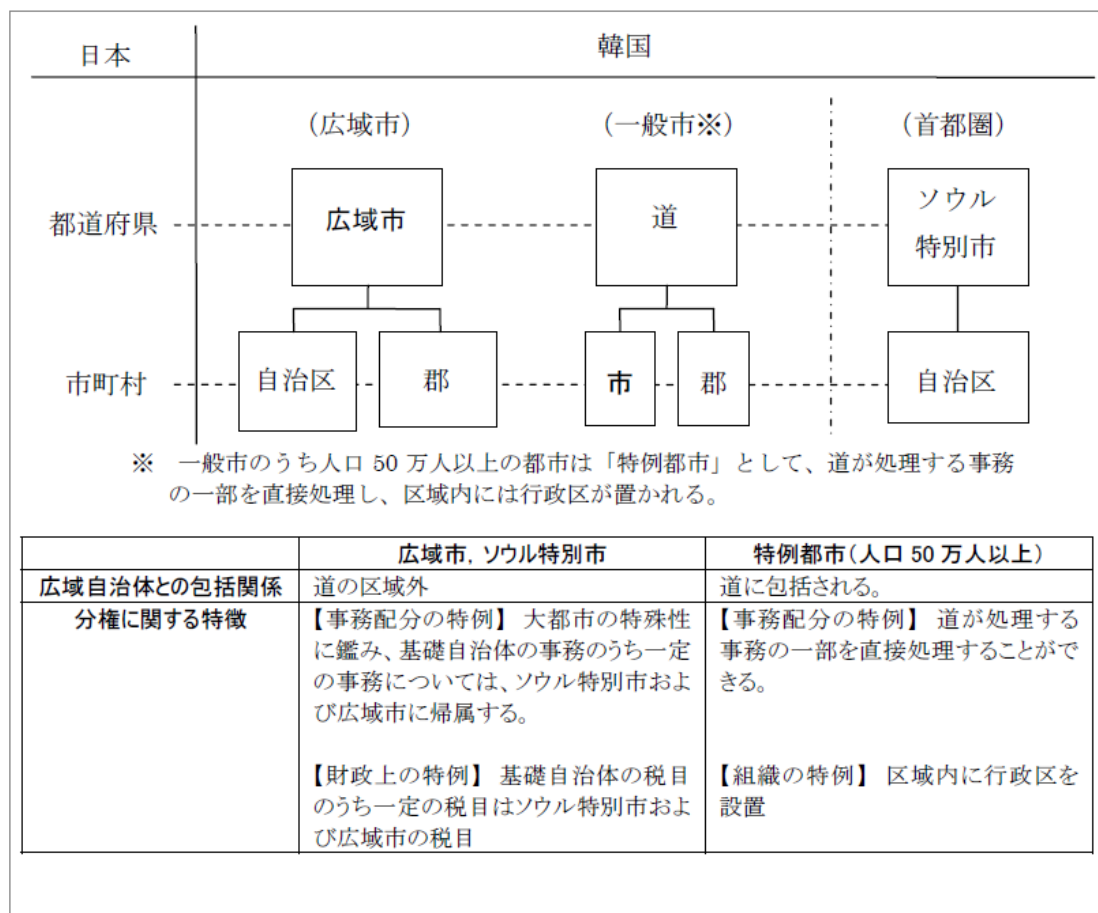 日本
韓国
(広域市)
(一般市※)
(首都圏)
都道府県
広域市
道
ソウル
特別市
市町村
自治区
郡
市
郡
自治区
※ 一般市のうち人口 50 万人以上の都市は「特例都市」として、道が処理する事務
の一部を直接処理し、区域内には行政区が置かれる。
広域市, ソウル特別市
特例都市(人口 50 万人以上)
広域自治体との包括関係
道の区域外
道に包括される。
分権に関する特徴
【事務配分の特例】 大都市の特殊性
に鑑み、基礎自治体の事務のうち一定
の事務については、ソウル特別市およ
び広域市に帰属する。
【財政上の特例】 基礎自治体の税目
のうち一定の税目はソウル特別市およ
び広域市の税目
【事務配分の特例】 道が処理する
事務の一部を直接処理することがで
きる。
【組織の特例】 区域内に行政区を
設置